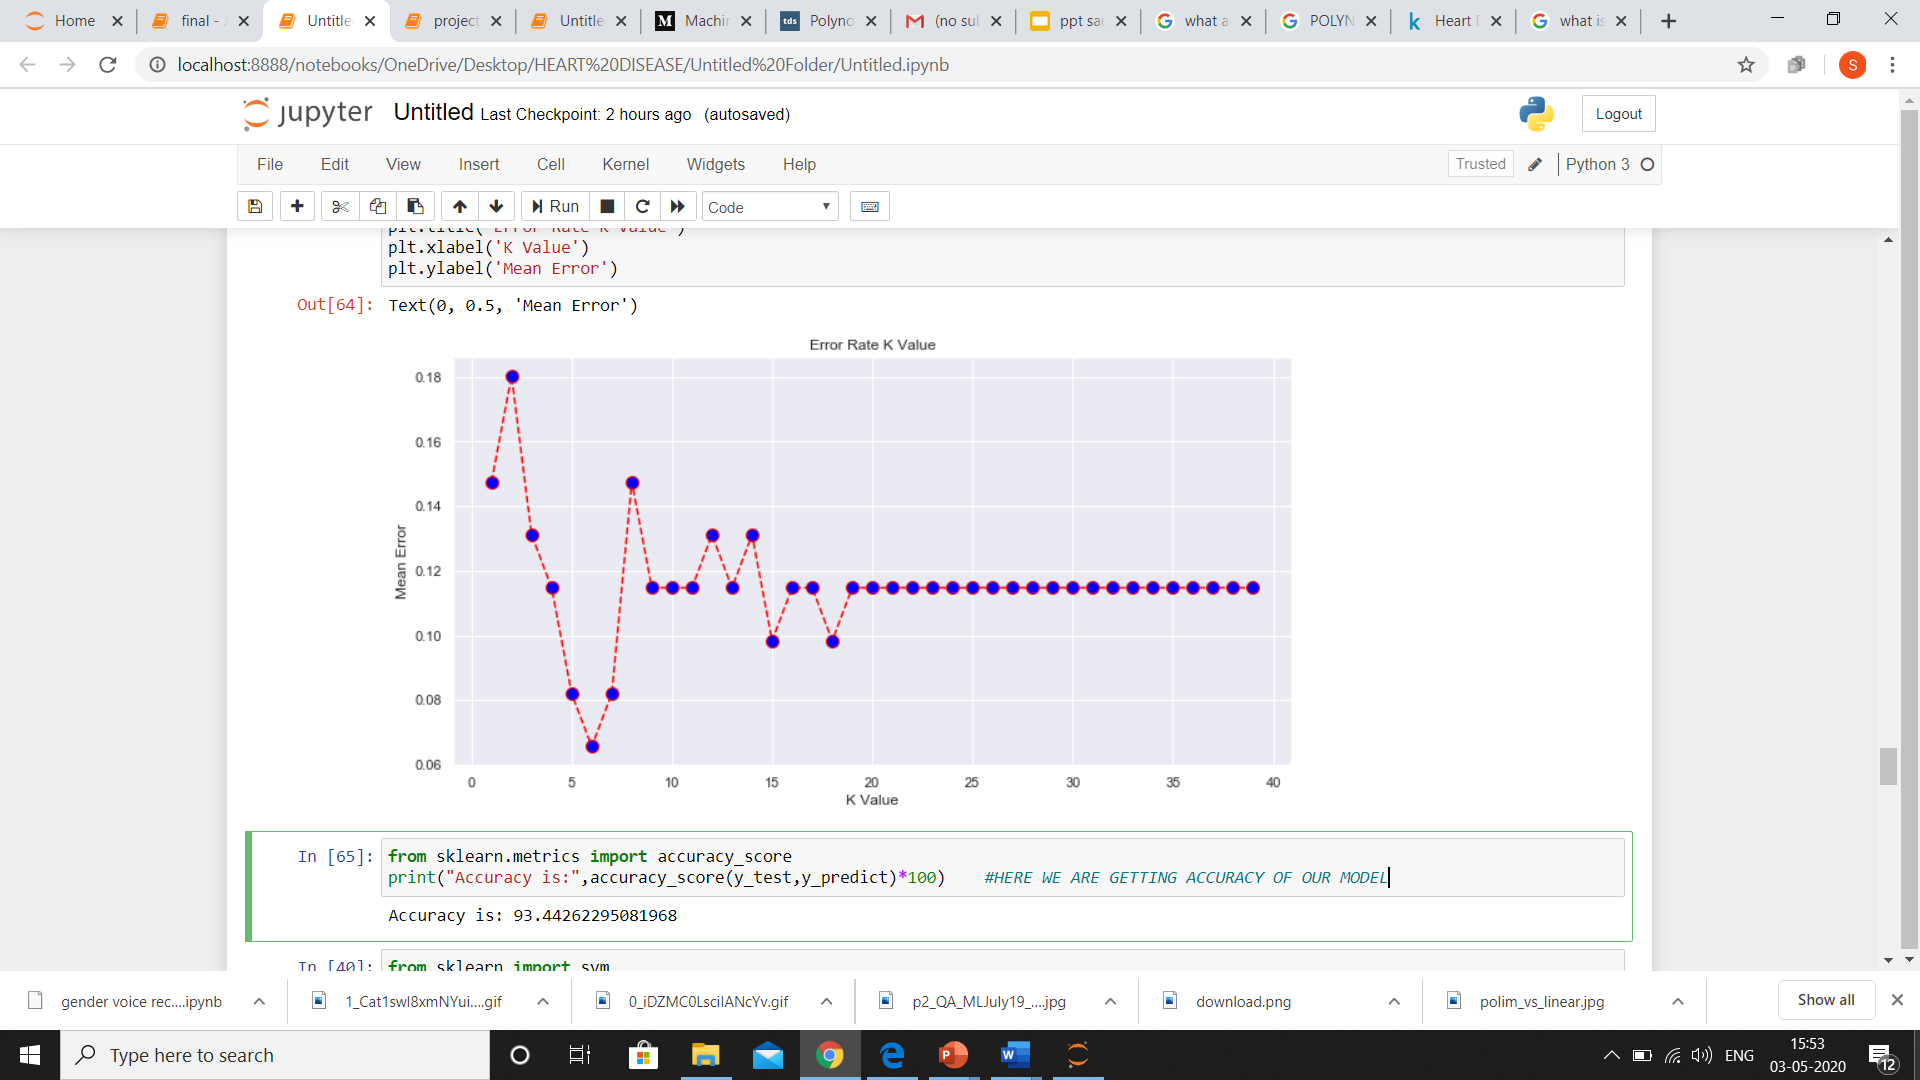 Home
final - J
Untitle
project
Untitle
Machir
Polyno
(no sul
ppt sau
what a
POLYN
Heart D
what is
localhost:8888/notebooks/OneDrive/Desktop/HEART%20DISEASE/Untitled%20Folder/Untitled.ipynb
S
jupyter Untitled Last Checkpoint: 2 hours ago (autosaved)
Logout
File Edit View Insert Cell Kernel Widgets Help
Trusted Python 3
Run Code
plt.title('Error Rate K Value')
plt.xlabel('K Value')
plt.ylabel('Mean Error')
Out[64]: Text(0, 0.5, 'Mean Error')
Error Rate K Value
0.18
0.16
0.14
0.12
0.10
0.08
0.06
Mean Error
0 5 10 15 20 25 30 35 40
K Value
In [65]: from sklearn.metrics import accuracy_score
print("Accuracy is:",accuracy_score(y_test,y_predict)*100) #HERE WE ARE GETTING ACCURACY OF OUR MODEL
Accuracy is: 93.44262295081968
In [40]: from sklearn import svm
gender voice rec....ipynb
1_Cat1swl8xmNYui....gif
0_iDZMC0LsciIANcYv.gif
p2_QA_MLJuly19_....jpg
download.png
polim_vs_linear.jpg
Show all
Type here to search
ENG
15:53
03-05-2020
12